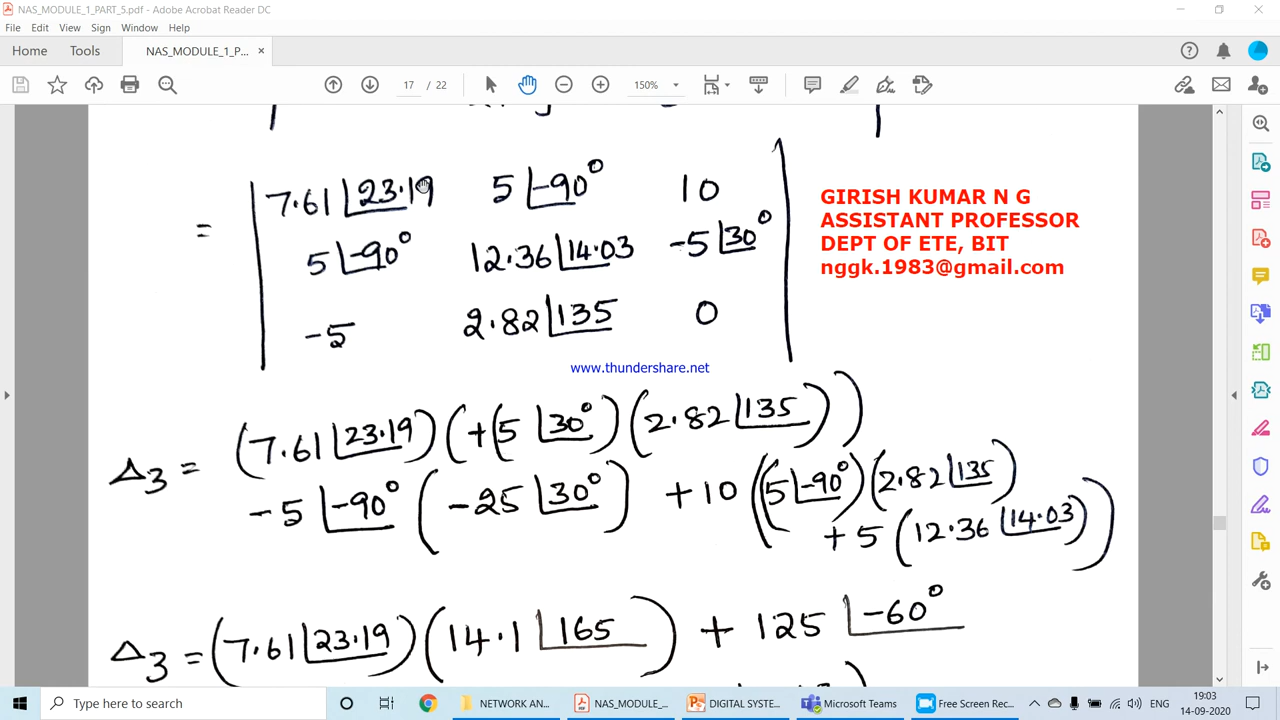 NAS_MODULE_1_PART_5.pdf - Adobe Acrobat Reader DC
File Edit View Sign Window Help
Home Tools NAS_MODULE_1_P... ×
17 / 22 150%
= | 7.61∠23.19 5∠-90° 10 |
| 5∠-90° 12.36∠14.03 -5∠30° |
| -5 2.82∠135 0 |
GIRISH KUMAR N G
ASSISTANT PROFESSOR
DEPT OF ETE, BIT
nggk.1983@gmail.com
www.thundershare.net
Δ3 = (7.61∠23.19)(+(5∠30°)(2.82∠135))
-5∠-90°(-25∠30°) +10((5∠-90°)(2.82∠135)
+5(12.36∠14.03))
Δ3 = (7.61∠23.19)(14.1∠165) + 125∠-60°
Type here to search
NETWORK AN...
NAS_MODULE_...
DIGITAL SYSTE...
Microsoft Teams
Free Screen Rec...
ENG
19:03
14-09-2020